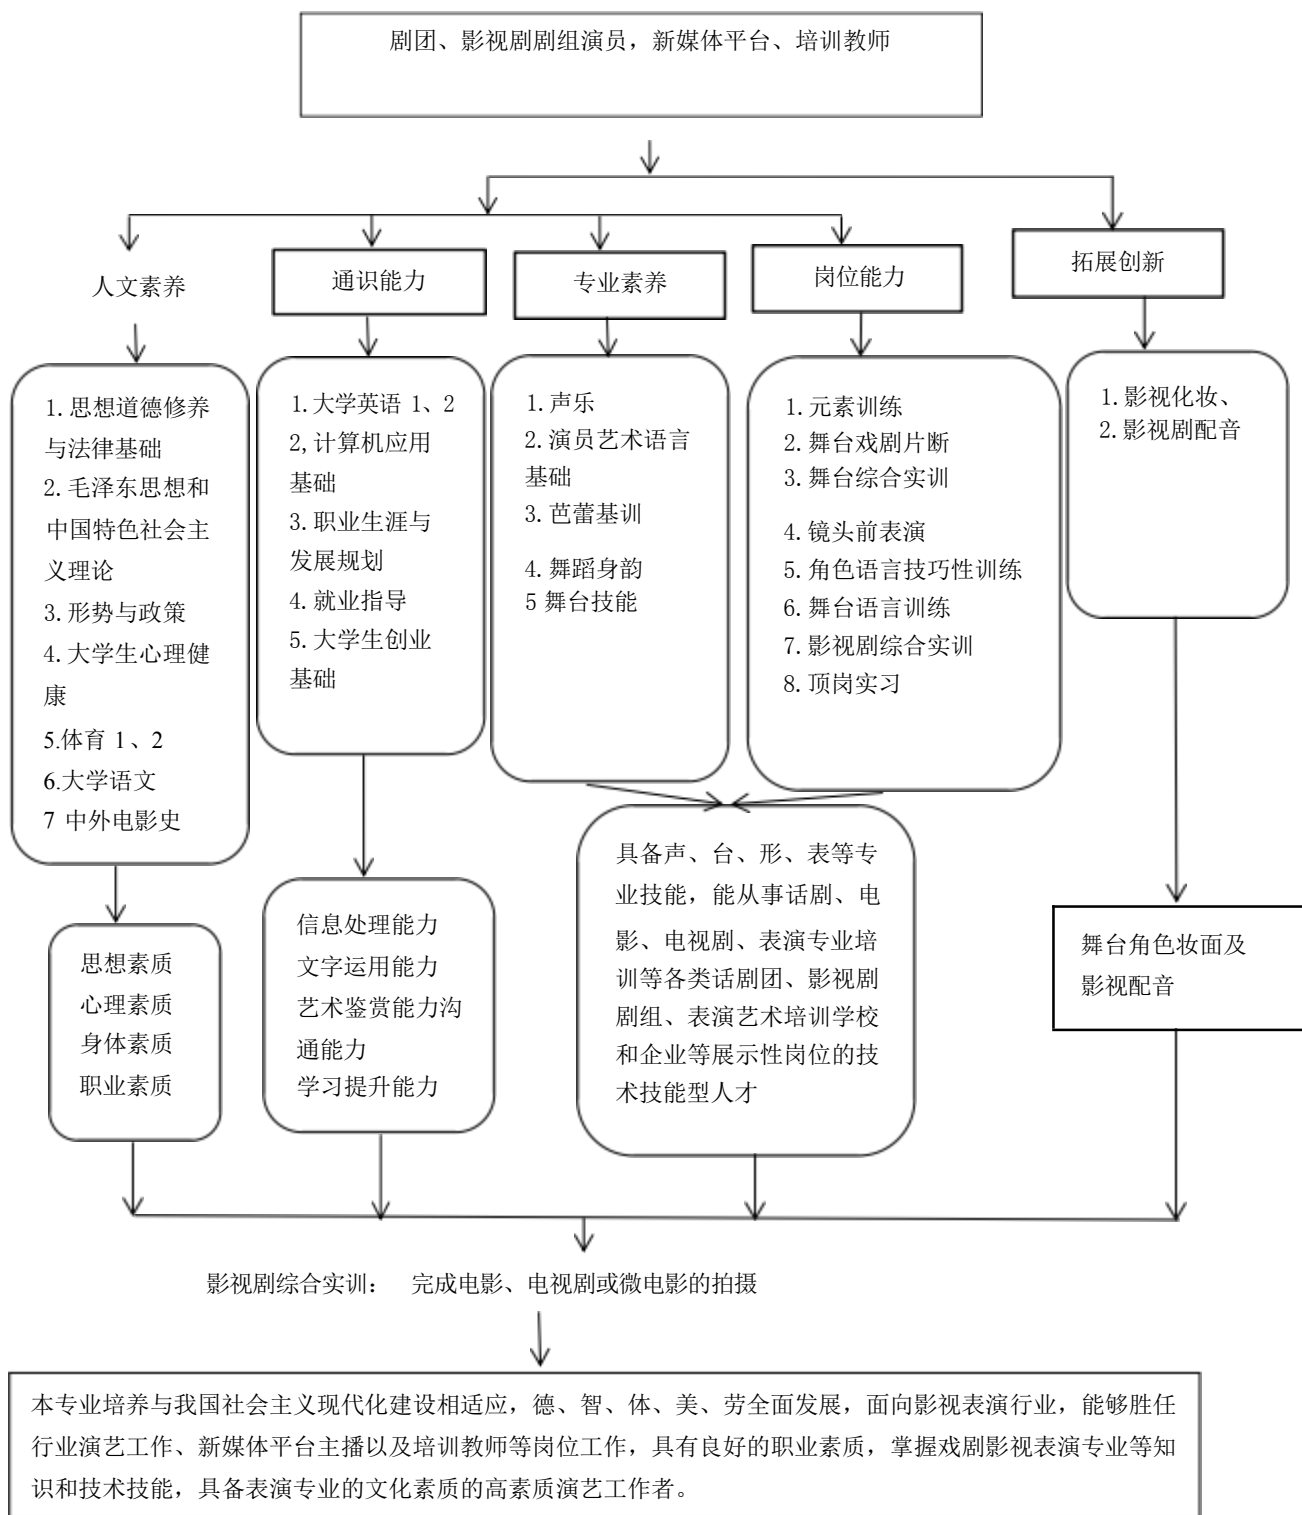 剧团、影视剧剧组演员，新媒体平台、培训教师
人文素养
通识能力
专业素养
岗位能力
拓展创新
1.思想道德修养
与法律基础
2.毛泽东思想和
中国特色社会主
义理论
3.形势与政策
4.大学生心理健
康
5.体育 1、2
6.大学语文
7 中外电影史
1.大学英语 1、2
2,计算机应用
基础
3.职业生涯与
发展规划
4.就业指导
5.大学生创业
基础
1.声乐
2.演员艺术语言
基础
3.芭蕾基训
4.舞蹈身韵
5 舞台技能
1.元素训练
2.舞台戏剧片断
3.舞台综合实训
4.镜头前表演
5.角色语言技巧性训练
6.舞台语言训练
7.影视剧综合实训
8.顶岗实习
1.影视化妆、
2.影视剧配音
思想素质
心理素质
身体素质
职业素质
信息处理能力
文字运用能力
艺术鉴赏能力沟
通能力
学习提升能力
具备声、台、形、表等专
业技能，能从事话剧、电
影、电视剧、表演专业培
训等各类话剧团、影视剧
剧组、表演艺术培训学校
和企业等展示性岗位的技
术技能型人才
舞台角色妆面及
影视配音
影视剧综合实训： 完成电影、电视剧或微电影的拍摄
本专业培养与我国社会主义现代化建设相适应，德、智、体、美、劳全面发展，面向影视表演行业，能够胜任
行业演艺工作、新媒体平台主播以及培训教师等岗位工作，具有良好的职业素质，掌握戏剧影视表演专业等知
识和技术技能，具备表演专业的文化素质的高素质演艺工作者。